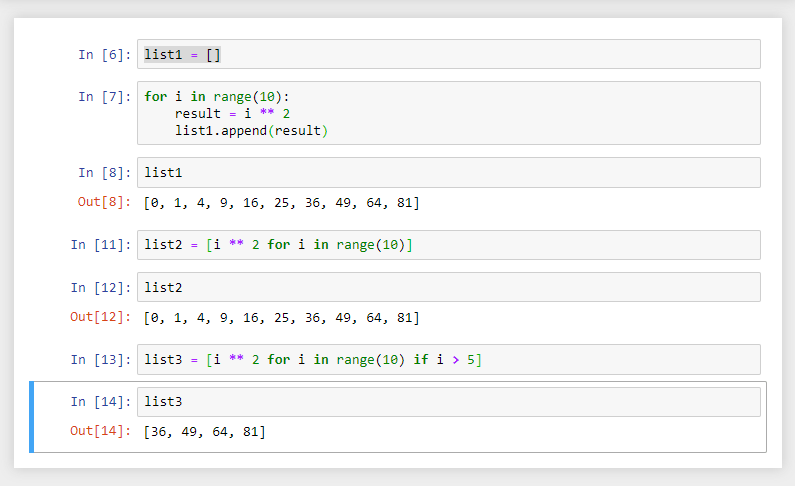 In [6]: list1 = []
In [7]: for i in range(10):
    result = i ** 2
    list1.append(result)
In [8]: list1
Out[8]: [0, 1, 4, 9, 16, 25, 36, 49, 64, 81]
In [11]: list2 = [i ** 2 for i in range(10)]
In [12]: list2
Out[12]: [0, 1, 4, 9, 16, 25, 36, 49, 64, 81]
In [13]: list3 = [i ** 2 for i in range(10) if i > 5]
In [14]: list3
Out[14]: [36, 49, 64, 81]